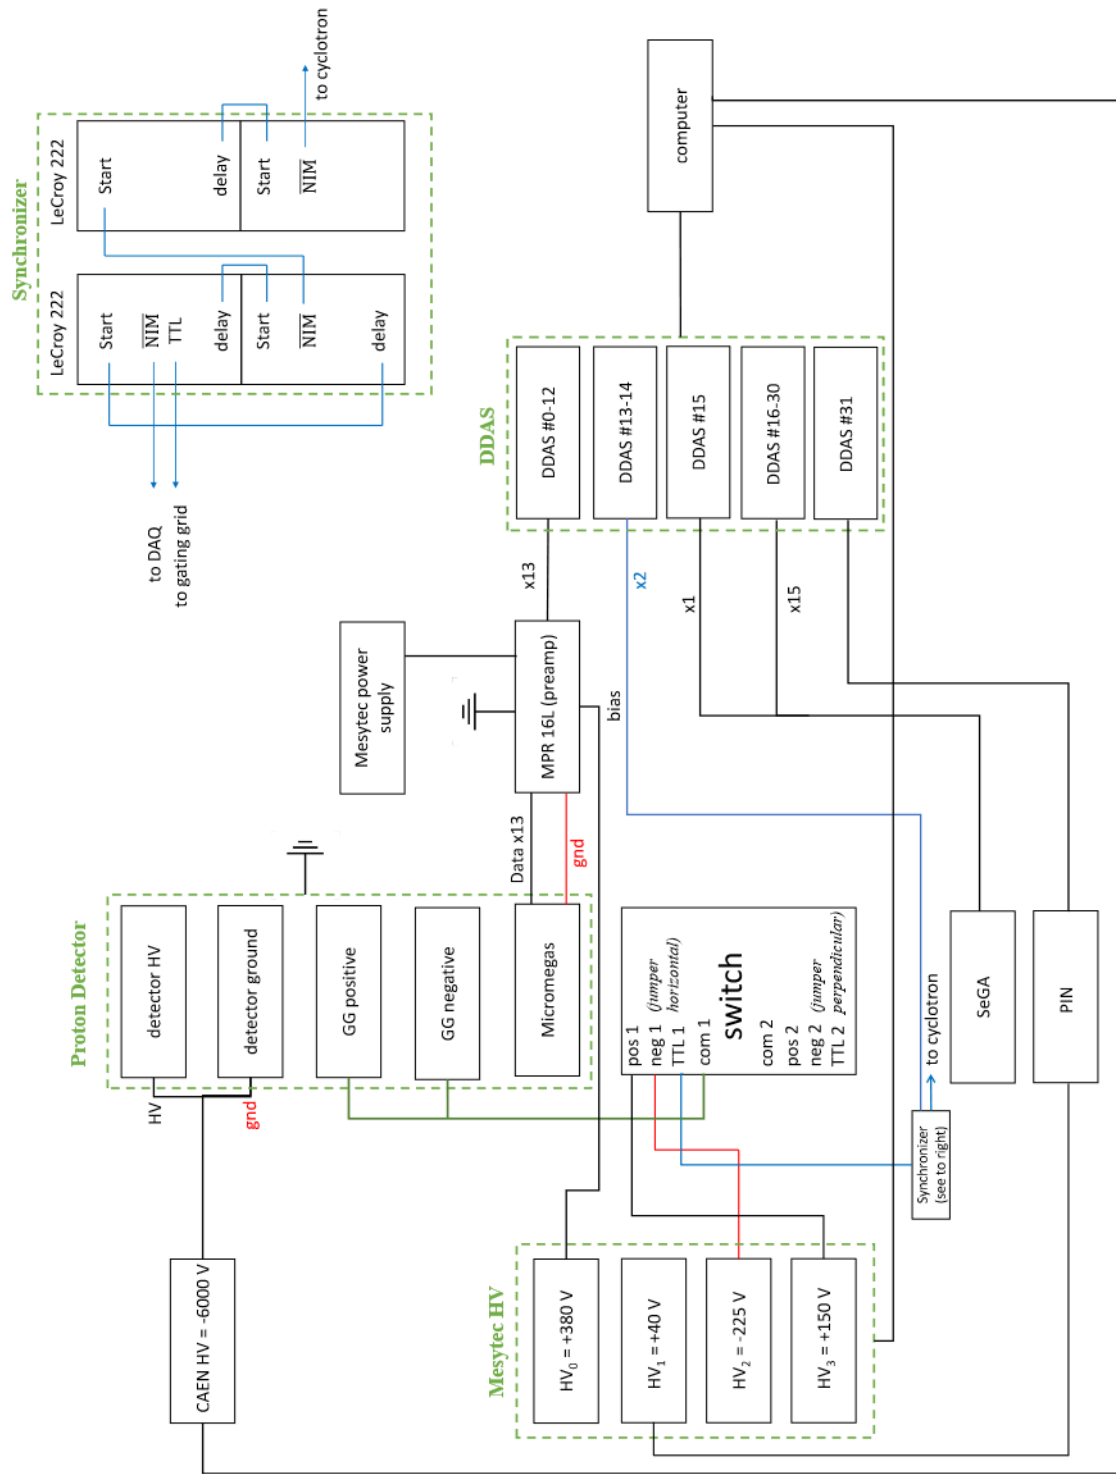 CAEN HV = -6000 V
HV
gnd
Proton Detector
detector HV
detector ground
GG positive
GG negative
Micromegas
Mesytec power
supply
Data x13
gnd
MPR 16L (preamp)
x13
bias
x2
x1
x15
to DAQ
to gating grid
Synchronizer
LeCroy 222
Start
NIM
TTL
delay
Start
NIM
delay
LeCroy 222
Start
delay
Start
NIM
to cyclotron
DDAS
DDAS #0-12
DDAS #13-14
DDAS #15
DDAS #16-30
DDAS #31
computer
Mesytec HV
HV0 = +380 V
HV1 = +40 V
HV2 = -225 V
HV3 = +150 V
pos 1
neg 1 (jumper
TTL 1 horizontal)
com 1
switch
com 2
pos 2
neg 2 (jumper
TTL 2 perpendicular)
Synchronizer
(see to right)
to cyclotron
SeGA
PIN